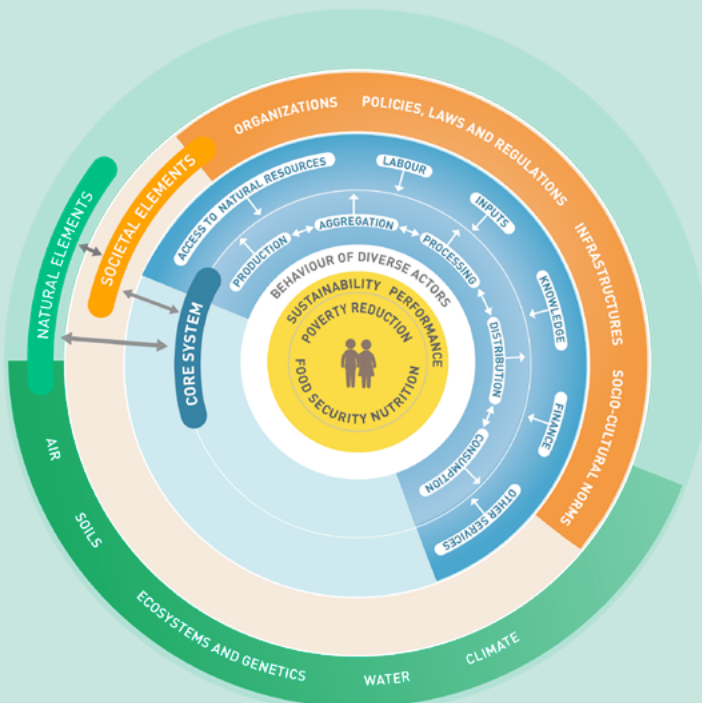 NATURAL ELEMENTS
SOCIETAL ELEMENTS
CORE SYSTEM
ORGANIZATIONS
POLICIES, LAWS AND REGULATIONS
INFRASTRUCTURES
SOCIO-CULTURAL NORMS
ACCESS TO NATURAL RESOURCES
LABOUR
INPUTS
KNOWLEDGE
FINANCE
OTHER SERVICES
PRODUCTION
AGGREGATION
PROCESSING
DISTRIBUTION
CONSUMPTION
BEHAVIOUR OF DIVERSE ACTORS
SUSTAINABILITY PERFORMANCE
POVERTY REDUCTION
FOOD SECURITY NUTRITION
AIR
SOILS
ECOSYSTEMS AND GENETICS
WATER
CLIMATE